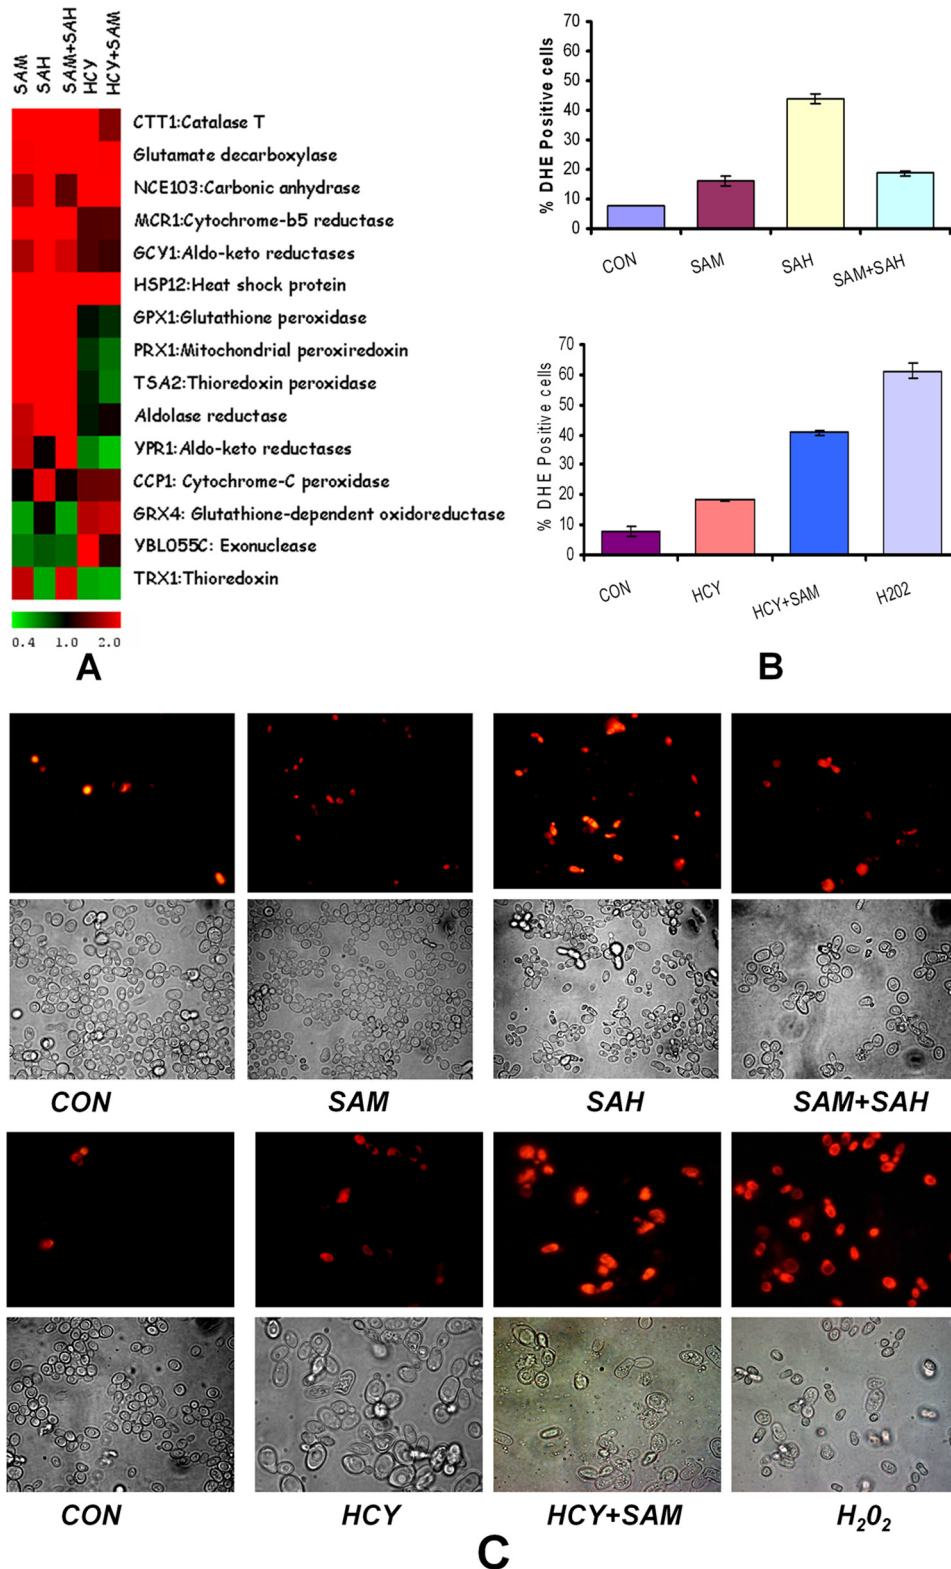 SAM
SAH
SAM+SAH
HCY
HCY+SAM
CTT1:Catalase T
Glutamate decarboxylase
NCE103:Carbonic anhydrase
MCR1:Cytochrome-b5 reductase
GCY1:Aldo-keto reductases
HSP12:Heat shock protein
GPX1:Glutathione peroxidase
PRX1:Mitochondrial peroxiredoxin
TSA2:Thioredoxin peroxidase
Aldolase reductase
YPR1:Aldo-keto reductases
CCP1: Cytochrome-C peroxidase
GRX4: Glutathione-dependent oxidoreductase
YBL055C: Exonuclease
TRX1:Thioredoxin
0.4 1.0 2.0
A
% DHE Positive cells
70
60
50
40
30
20
10
0
CON SAM SAH SAM+SAH
% DHE Positive cells
70
60
50
40
30
20
10
0
CON HCY HCY+SAM H202
B
CON SAM SAH SAM+SAH
CON HCY HCY+SAM H₂0₂
C